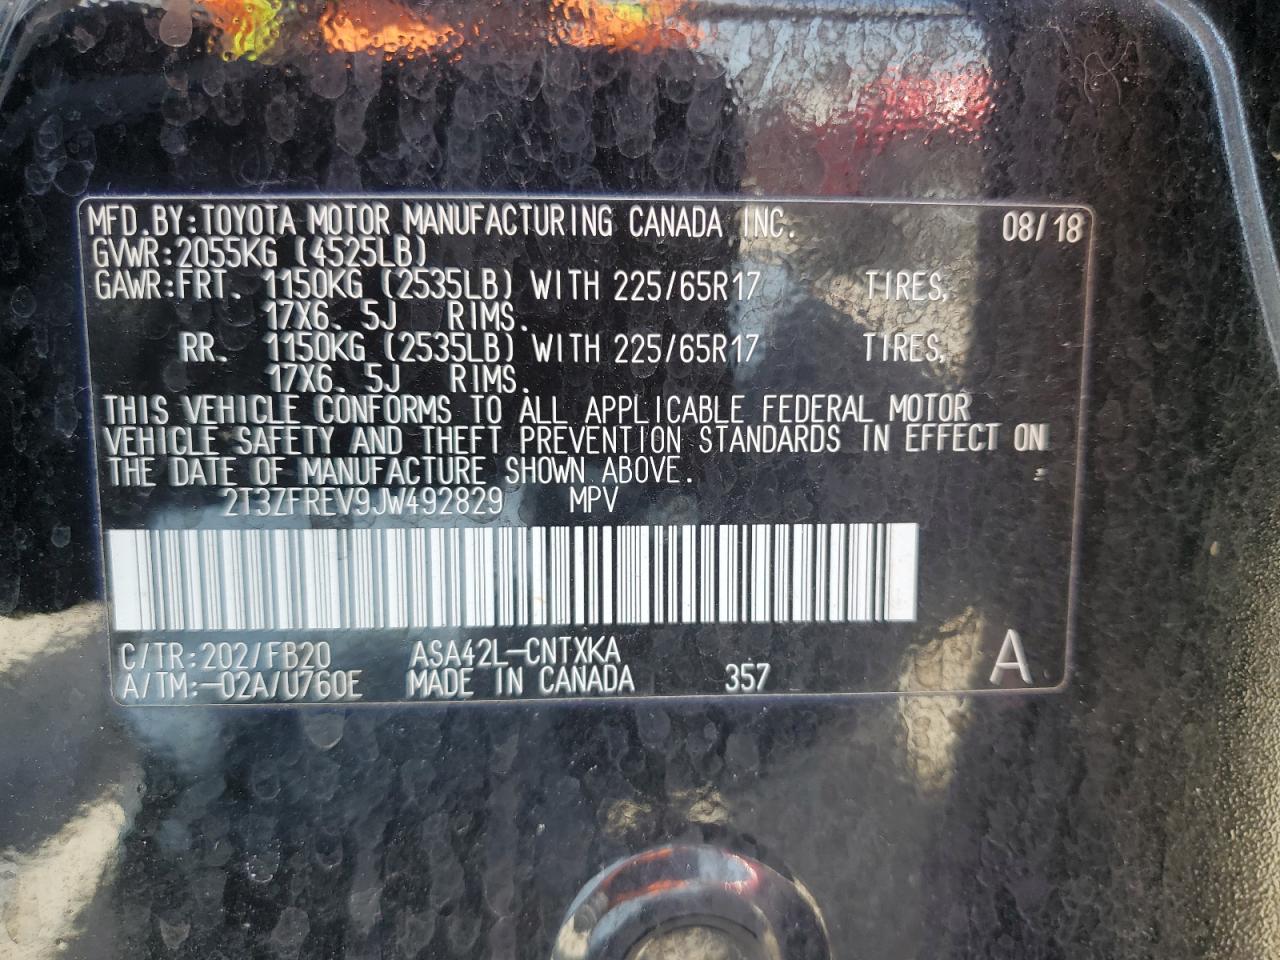 MFD.BY:TOYOTA MOTOR MANUFACTURING CANADA INC. 08/18
GVWR:2055KG (4525LB)
GAWR:FRT. 1150KG (2535LB) WITH 225/65R17 TIRES,
17X6.5J RIMS.
RR. 1150KG (2535LB) WITH 225/65R17 TIRES,
17X6.5J RIMS.
THIS VEHICLE CONFORMS TO ALL APPLICABLE FEDERAL MOTOR
VEHICLE SAFETY AND THEFT PREVENTION STANDARDS IN EFFECT ON
THE DATE OF MANUFACTURE SHOWN ABOVE.
2T3ZFREV9JW492829 MPV
C/TR:202/FB20 ASA42L-CNTXKA
A/TM:-02A/U760E MADE IN CANADA 357 A